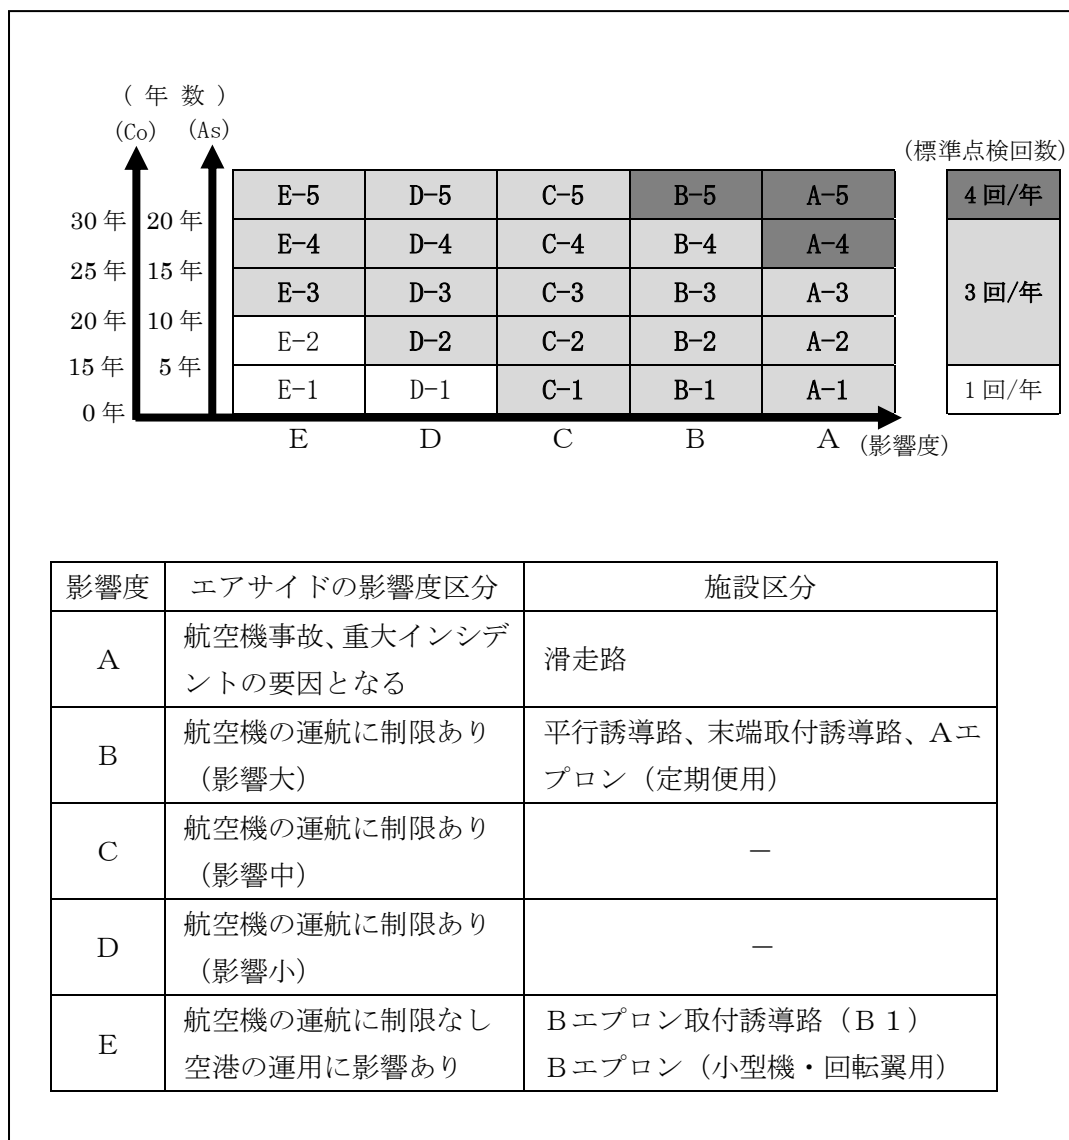 （ 年 数 ）
(Co) (As)
(標準点検回数)
E-5 D-5 C-5 B-5 A-5 4回/年
30年 20年
E-4 D-4 C-4 B-4 A-4
25年 15年
E-3 D-3 C-3 B-3 A-3 3回/年
20年 10年
E-2 D-2 C-2 B-2 A-2
15年 5年
E-1 D-1 C-1 B-1 A-1 1回/年
0年
E D C B A (影響度)
影響度 エアサイドの影響度区分 施設区分
A
航空機事故、重大インシデ
ントの要因となる
滑走路
B
航空機の運航に制限あり
（影響大）
平行誘導路、末端取付誘導路、Aエ
プロン（定期便用）
C
航空機の運航に制限あり
（影響中）
－
D
航空機の運航に制限あり
（影響小）
－
E
航空機の運航に制限なし
空港の運用に影響あり
Bエプロン取付誘導路（B１）
Bエプロン（小型機・回転翼用）